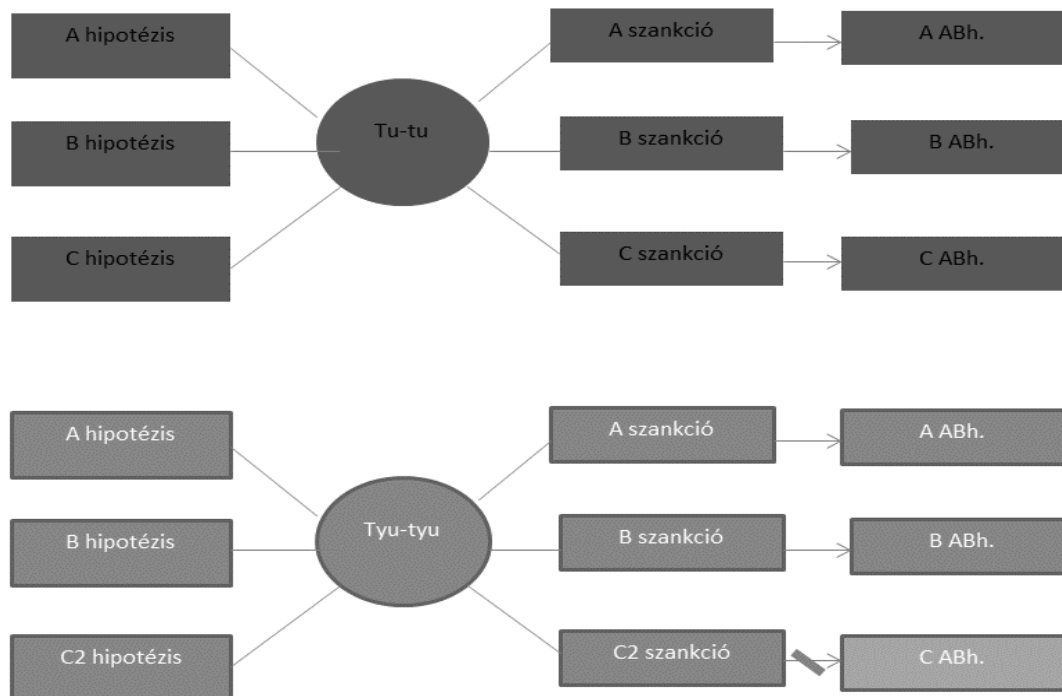 A hipotézis
A szankció
A ABh.
Tu-tu
B hipotézis
B szankció
B ABh.
C hipotézis
C szankció
C ABh.
A hipotézis
A szankció
A ABh.
Tyu-tyu
B hipotézis
B szankció
B ABh.
C2 hipotézis
C2 szankció
C ABh.